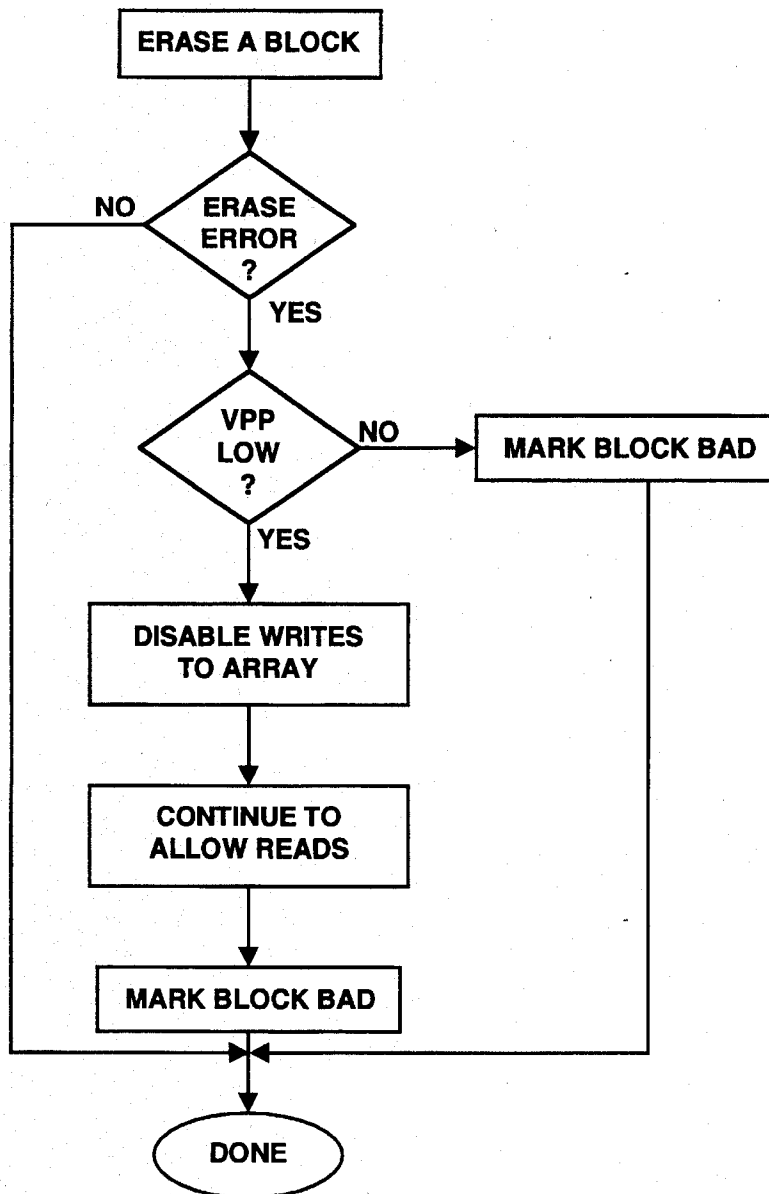 ERASE A BLOCK
NO
ERASE
ERROR
?
YES
VPP
LOW
?
NO
MARK BLOCK BAD
YES
DISABLE WRITES
TO ARRAY
CONTINUE TO
ALLOW READS
MARK BLOCK BAD
DONE